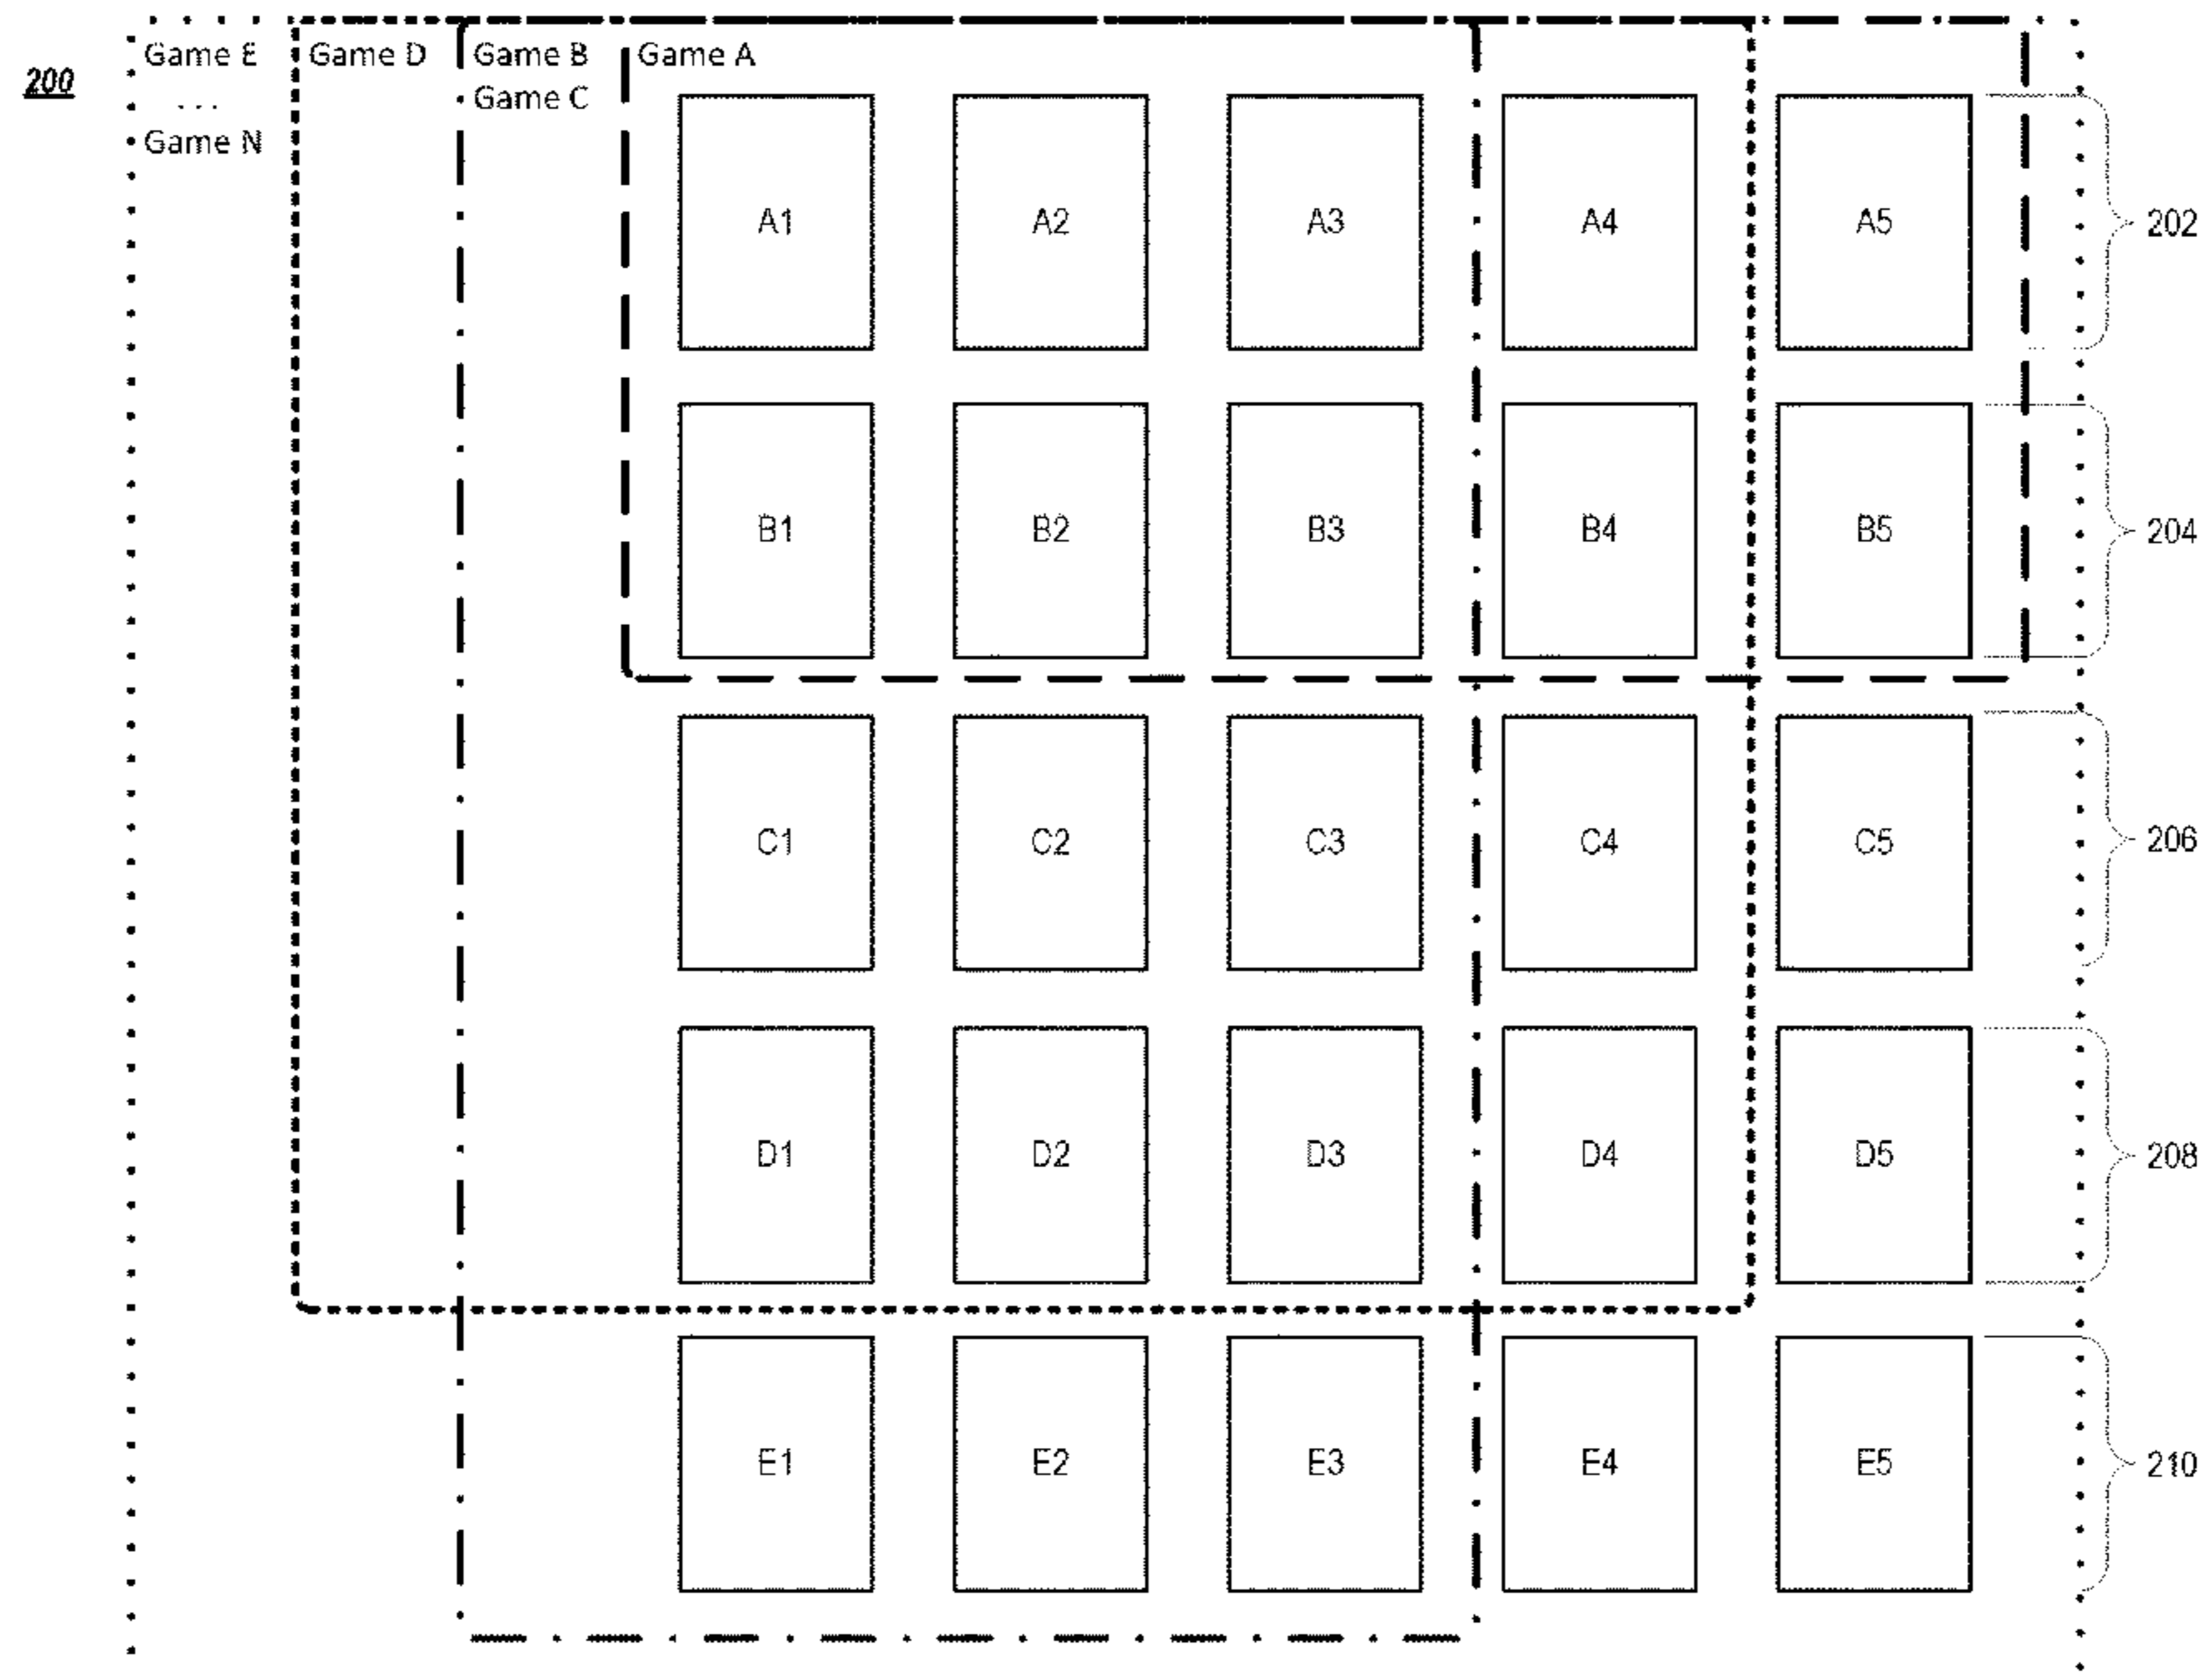 200
Game E Game D Game B Game A
... Game C
Game N
A1 A2 A3 A4 A5 202
B1 B2 B3 B4 B5 204
C1 C2 C3 C4 C5 206
D1 D2 D3 D4 D5 208
E1 E2 E3 E4 E5 210